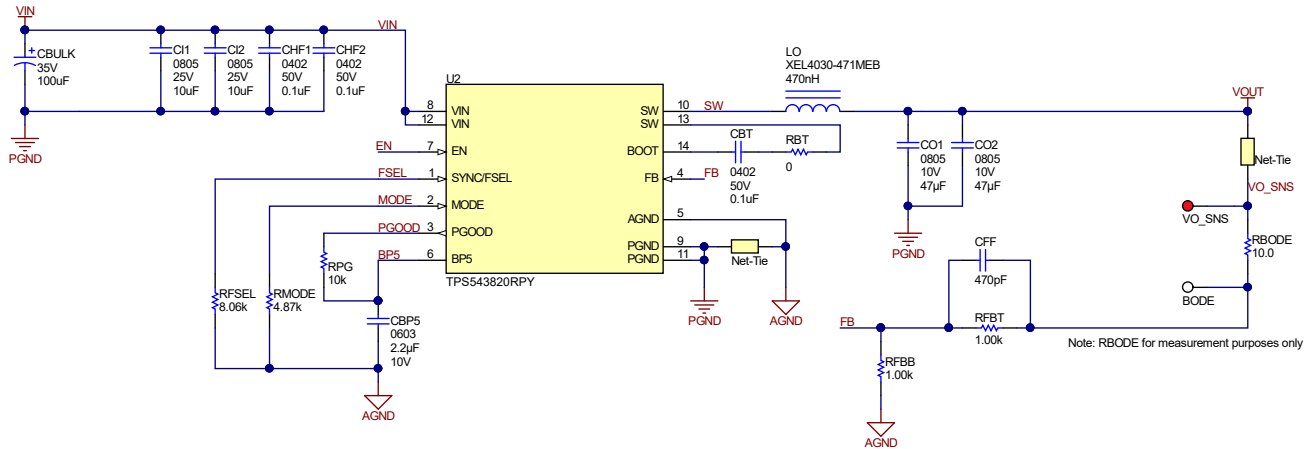 VIN
CBULK
35V
100uF
PGND
CI1
0805
25V
10uF
CI2
0805
25V
10uF
CHF1
0402
50V
0.1uF
CHF2
0402
50V
0.1uF
VIN
EN
FSEL
MODE
PGOOD
BP5
RPG
10k
RFSEL
8.06k
RMODE
4.87k
CBP5
0603
2.2µF
10V
AGND
U2
8 VIN
12 VIN
7 EN
1 SYNC/FSEL
2 MODE
3 PGOOD
6 BP5
SW 10
SW 13
BOOT 14
FB 4
AGND 5
PGND 9
PGND 11
TPS543820RPY
SW
FB
CBT
0402
50V
0.1uF
RBT
0
Net-Tie
PGND
AGND
LO
XEL4030-471MEB
470nH
CO1
0805
10V
47µF
CO2
0805
10V
47µF
PGND
VOUT
Net-Tie
VO_SNS
VO_SNS
RBODE
10.0
BODE
CFF
470pF
FB
RFBT
1.00k
Note: RBODE for measurement purposes only
RFBB
1.00k
AGND